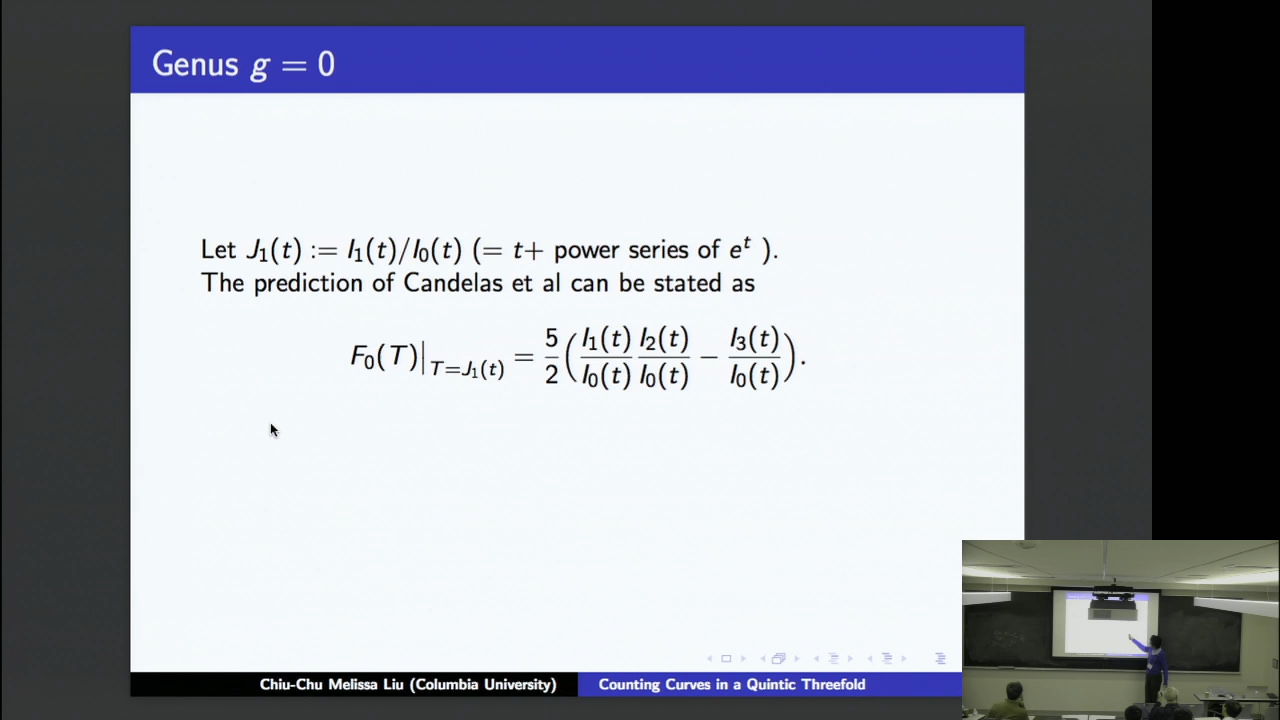 Genus g = 0
Let J₁(t) := I₁(t)/I₀(t) (= t+ power series of eᵗ ).
The prediction of Candelas et al can be stated as
F₀(T)|_{T=J₁(t)} = 5/2 ( I₁(t)/I₀(t) I₂(t)/I₀(t) − I₃(t)/I₀(t) ).
Chiu-Chu Melissa Liu (Columbia University) Counting Curves in a Quintic Threefold